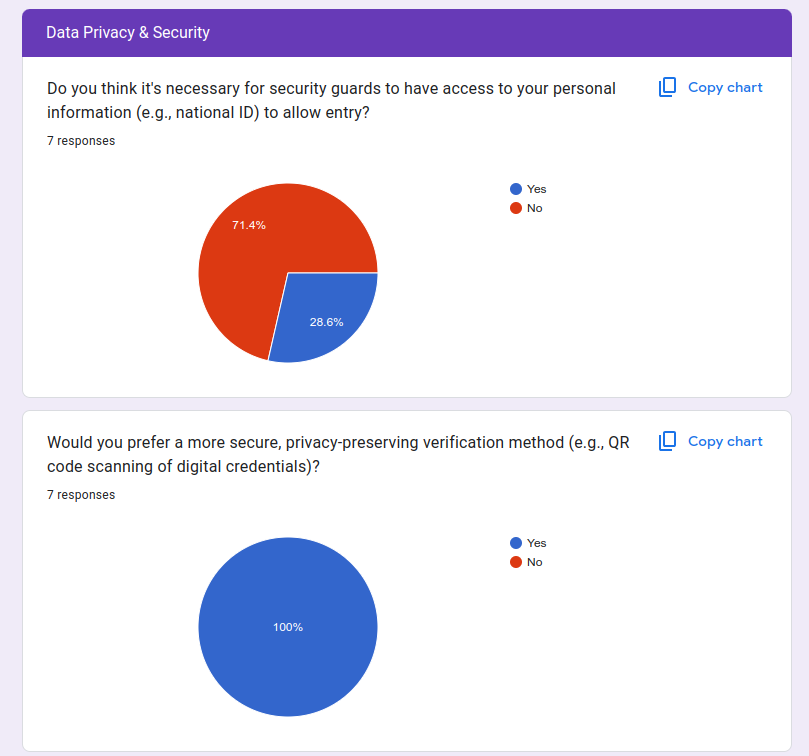 Data Privacy & Security
Do you think it's necessary for security guards to have access to your personal
information (e.g., national ID) to allow entry?
Copy chart
7 responses
Yes
No
71.4%
28.6%
Would you prefer a more secure, privacy-preserving verification method (e.g., QR
code scanning of digital credentials)?
Copy chart
7 responses
Yes
No
100%